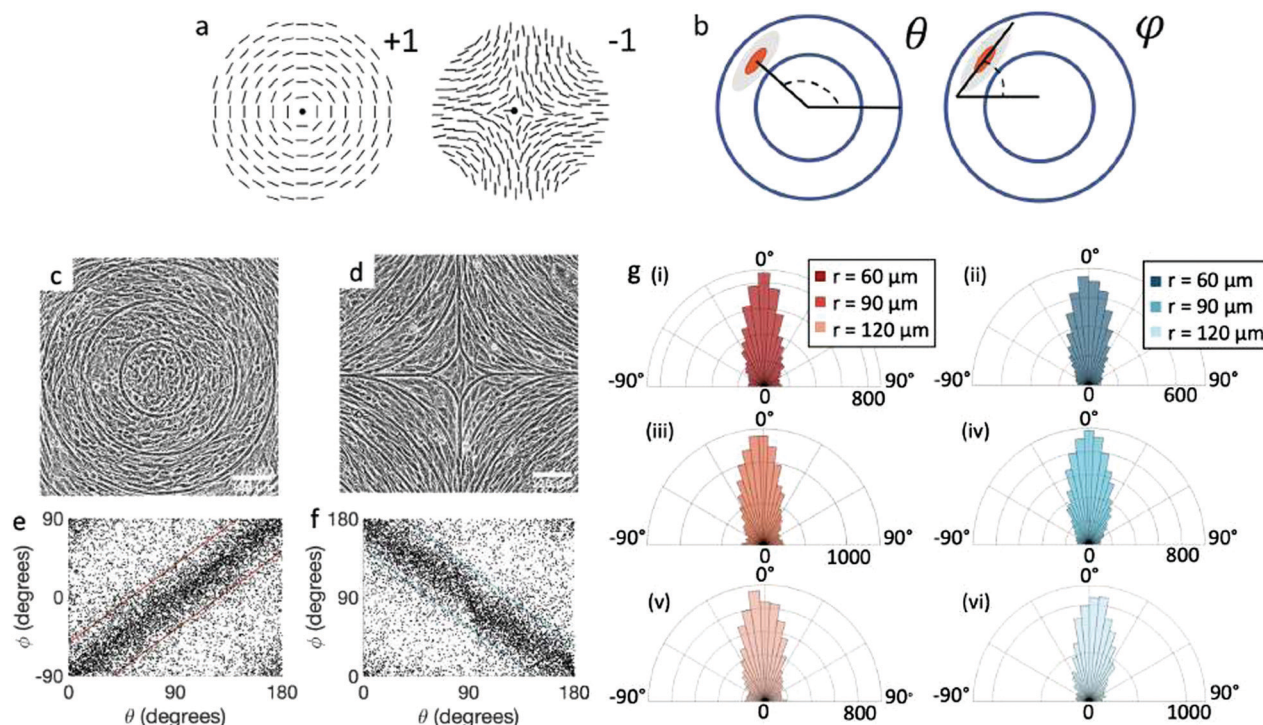 a
+1
-1
b
θ
φ
c
d
e
90
0
-90
ϕ (degrees)
0
90
180
θ (degrees)
f
180
90
0
ϕ (degrees)
0
90
180
θ (degrees)
g
(i)
0°
r = 60 µm
r = 90 µm
r = 120 µm
-90°
90°
0
800
(ii)
0°
r = 60 µm
r = 90 µm
r = 120 µm
-90°
90°
0
600
(iii)
0°
-90°
90°
0
1000
(iv)
0°
-90°
90°
0
800
(v)
0°
-90°
90°
0
800
(vi)
0°
-90°
90°
0
1000